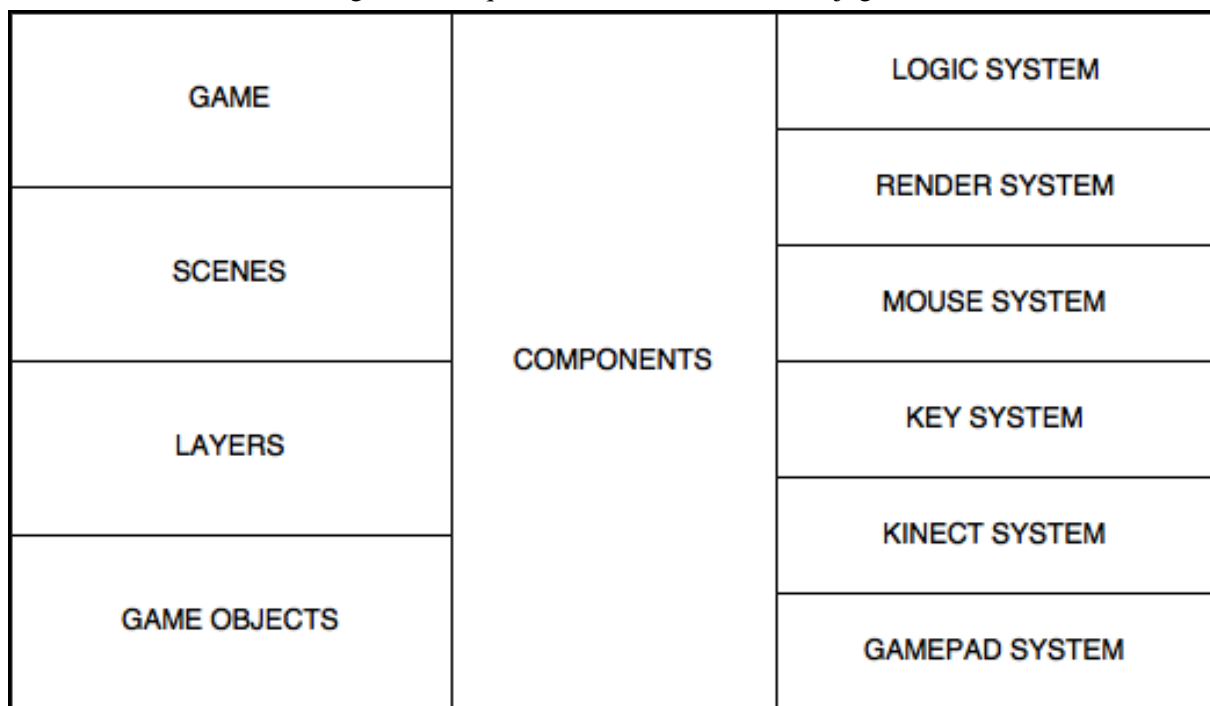 GAME
SCENES
LAYERS
GAME OBJECTS
COMPONENTS
LOGIC SYSTEM
RENDER SYSTEM
MOUSE SYSTEM
KEY SYSTEM
KINECT SYSTEM
GAMEPAD SYSTEM